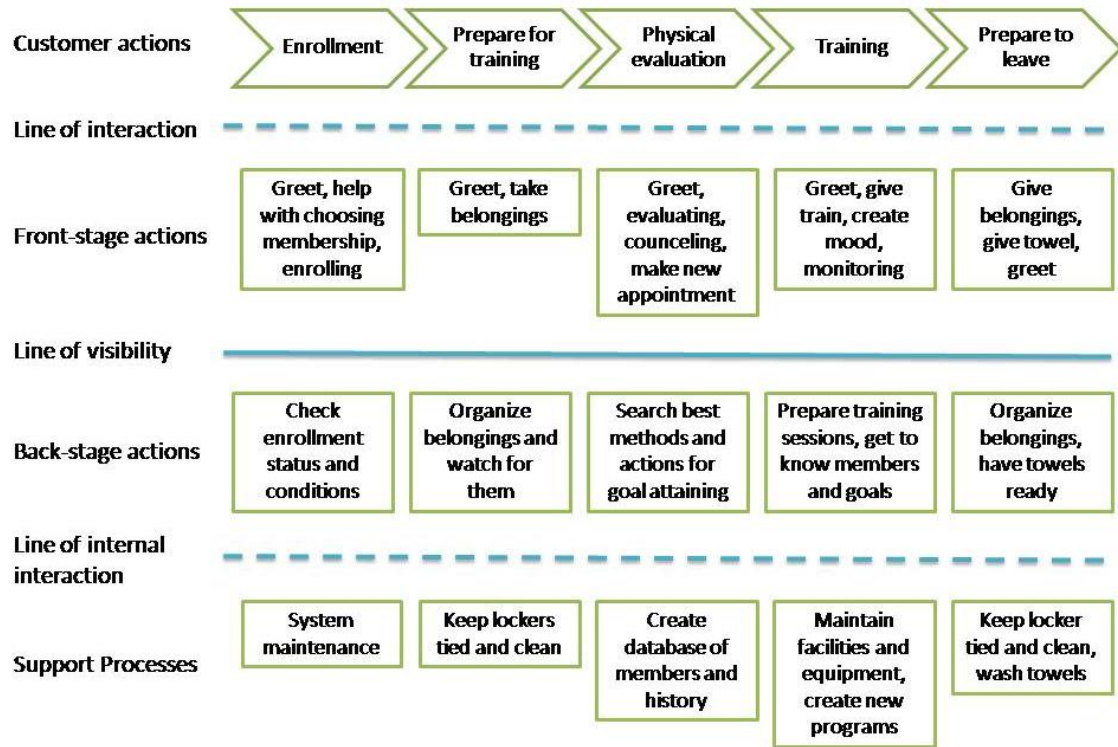 Customer actions
Enrollment
Prepare for
training
Physical
evaluation
Training
Prepare to
leave
Line of interaction
Front-stage actions
Greet, help
with choosing
membership,
enrolling
Greet, take
belongings
Greet,
evaluating,
counceling,
make new
appointment
Greet, give
train, create
mood,
monitoring
Give
belongings,
give towel,
greet
Line of visibility
Back-stage actions
Check
enrollment
status and
conditions
Organize
belongings and
watch for
them
Search best
methods and
actions for
goal attaining
Prepare training
sessions, get to
know members
and goals
Organize
belongings,
have towels
ready
Line of internal
interaction
Support Processes
System
maintenance
Keep lockers
tied and clean
Create
database of
members and
history
Maintain
facilities and
equipment,
create new
programs
Keep locker
tied and clean,
wash towels